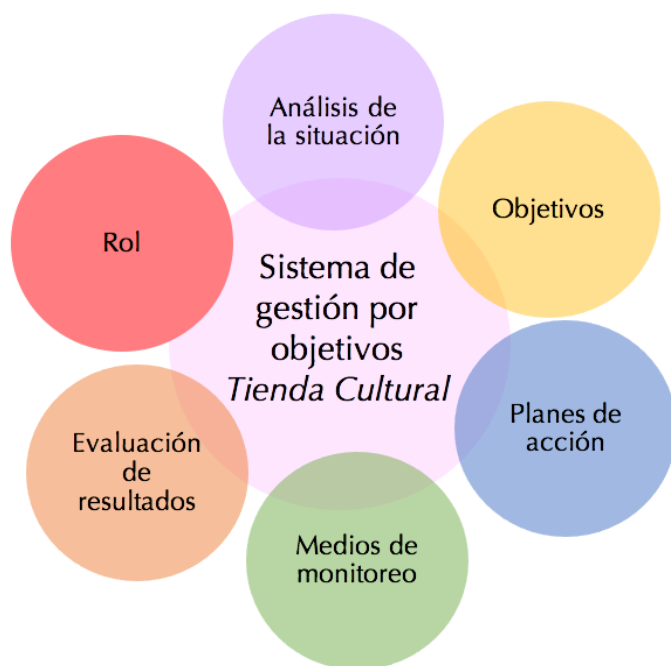 Análisis de
la situación
Objetivos
Rol
Sistema de
gestión por
objetivos
Tienda Cultural
Planes de
acción
Evaluación
de
resultados
Medios de
monitoreo